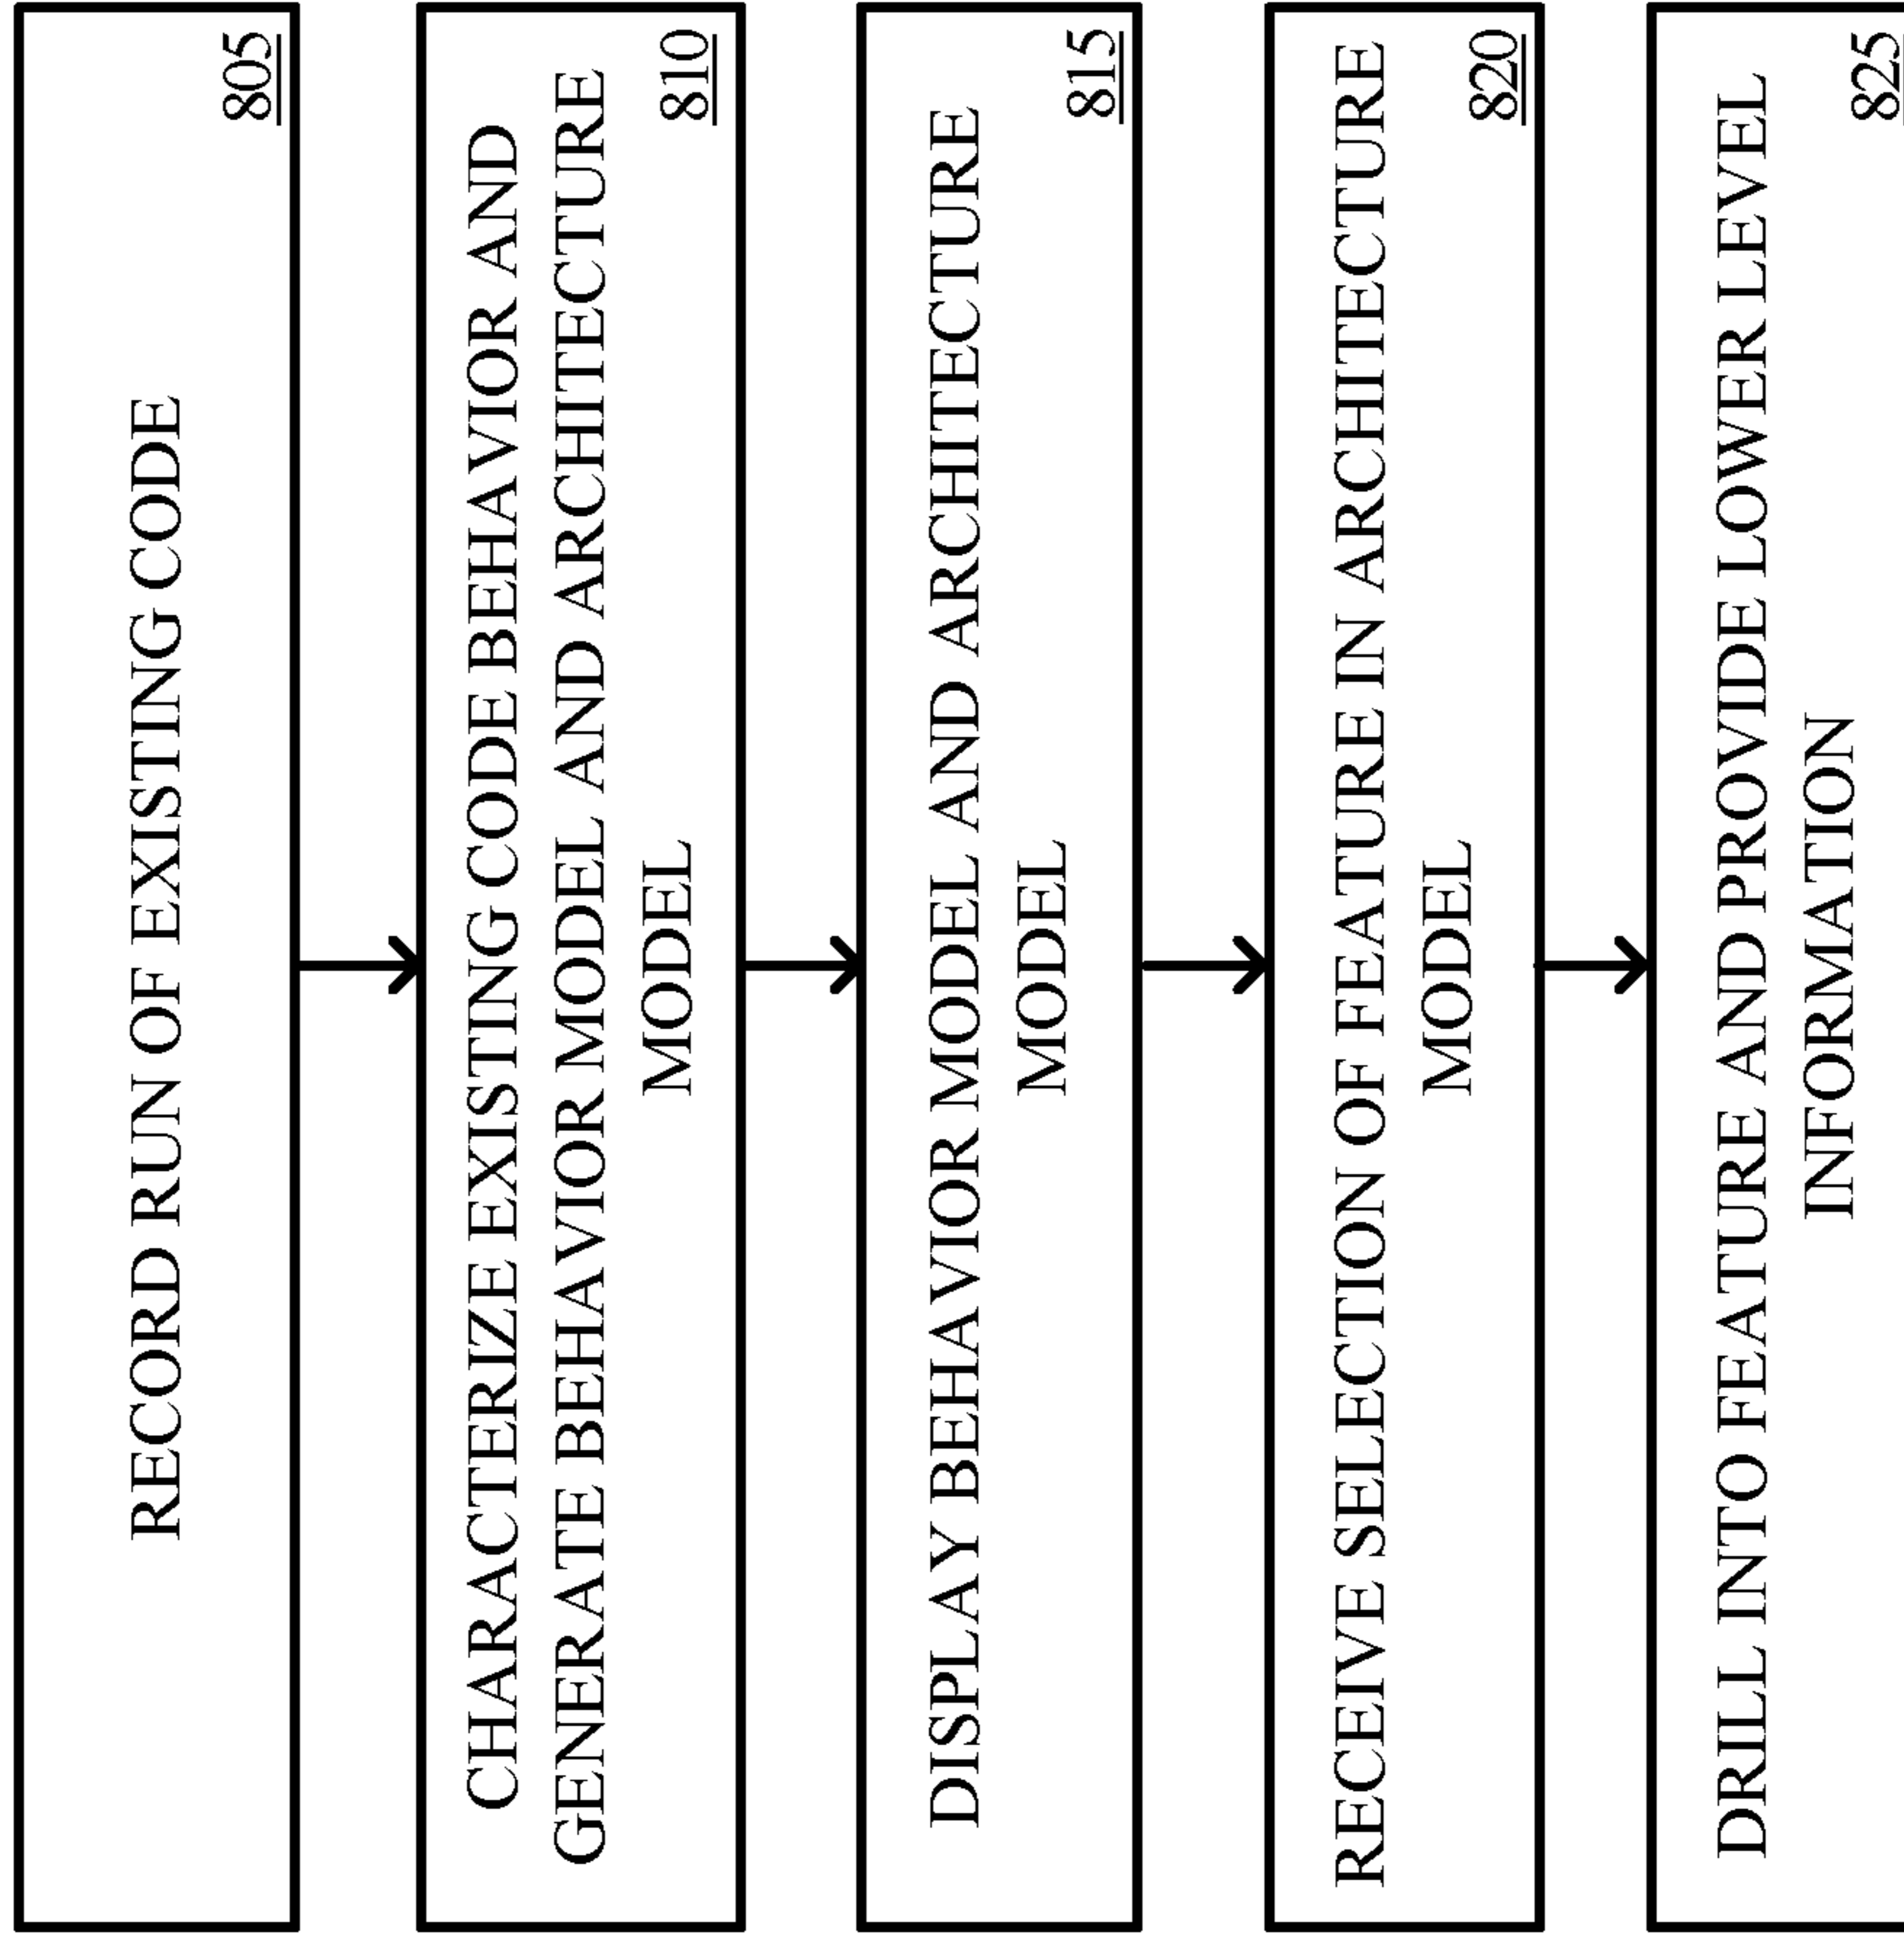 RECORD RUN OF EXISTING CODE
805
CHARACTERIZE EXISTING CODE BEHAVIOR AND
GENERATE BEHAVIOR MODEL AND ARCHITECTURE
MODEL
810
DISPLAY BEHAVIOR MODEL AND ARCHITECTURE
MODEL
815
RECEIVE SELECTION OF FEATURE IN ARCHITECTURE
MODEL
820
DRILL INTO FEATURE AND PROVIDE LOWER LEVEL
INFORMATION
825